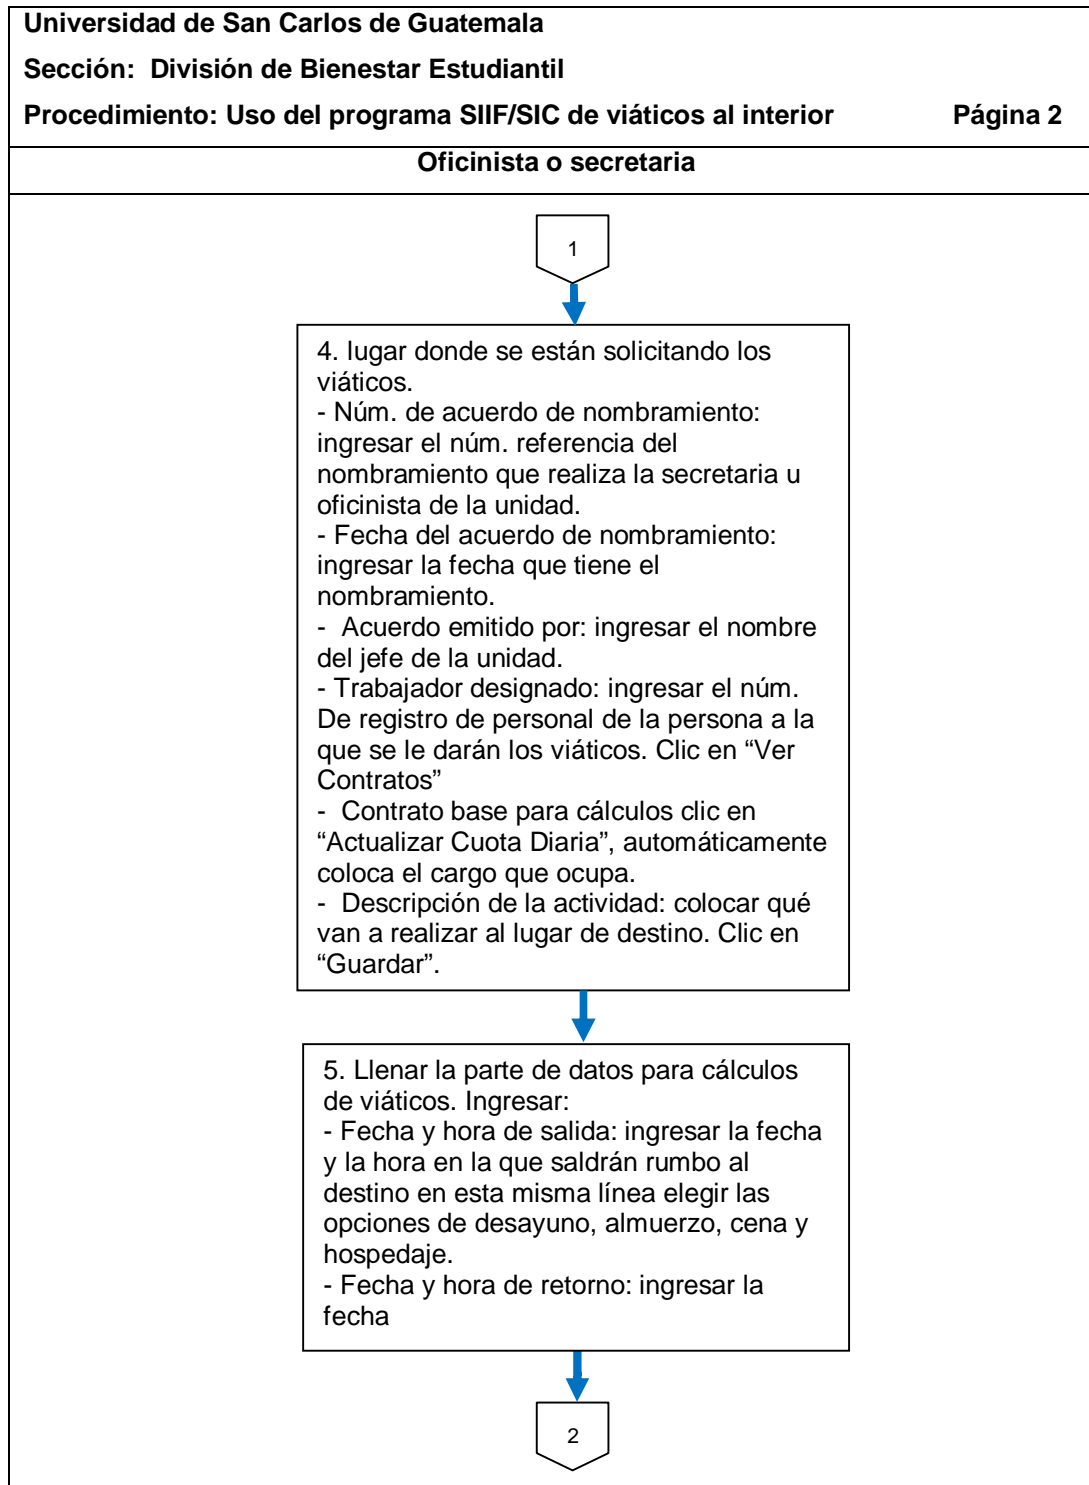 Universidad de San Carlos de Guatemala
Sección:  División de Bienestar Estudiantil
Procedimiento: Uso del programa SIIF/SIC de viáticos al interior Página 2
Oficinista o secretaria
1
4. lugar donde se están solicitando los
viáticos.
- Núm. de acuerdo de nombramiento:
ingresar el núm. referencia del
nombramiento que realiza la secretaria u
oficinista de la unidad.
- Fecha del acuerdo de nombramiento:
ingresar la fecha que tiene el
nombramiento.
-  Acuerdo emitido por: ingresar el nombre
del jefe de la unidad.
- Trabajador designado: ingresar el núm.
De registro de personal de la persona a la
que se le darán los viáticos. Clic en “Ver
Contratos”
-  Contrato base para cálculos clic en
“Actualizar Cuota Diaria”, automáticamente
coloca el cargo que ocupa.
-  Descripción de la actividad: colocar qué
van a realizar al lugar de destino. Clic en
“Guardar”.
5. Llenar la parte de datos para cálculos
de viáticos. Ingresar:
- Fecha y hora de salida: ingresar la fecha
y la hora en la que saldrán rumbo al
destino en esta misma línea elegir las
opciones de desayuno, almuerzo, cena y
hospedaje.
- Fecha y hora de retorno: ingresar la
fecha
2